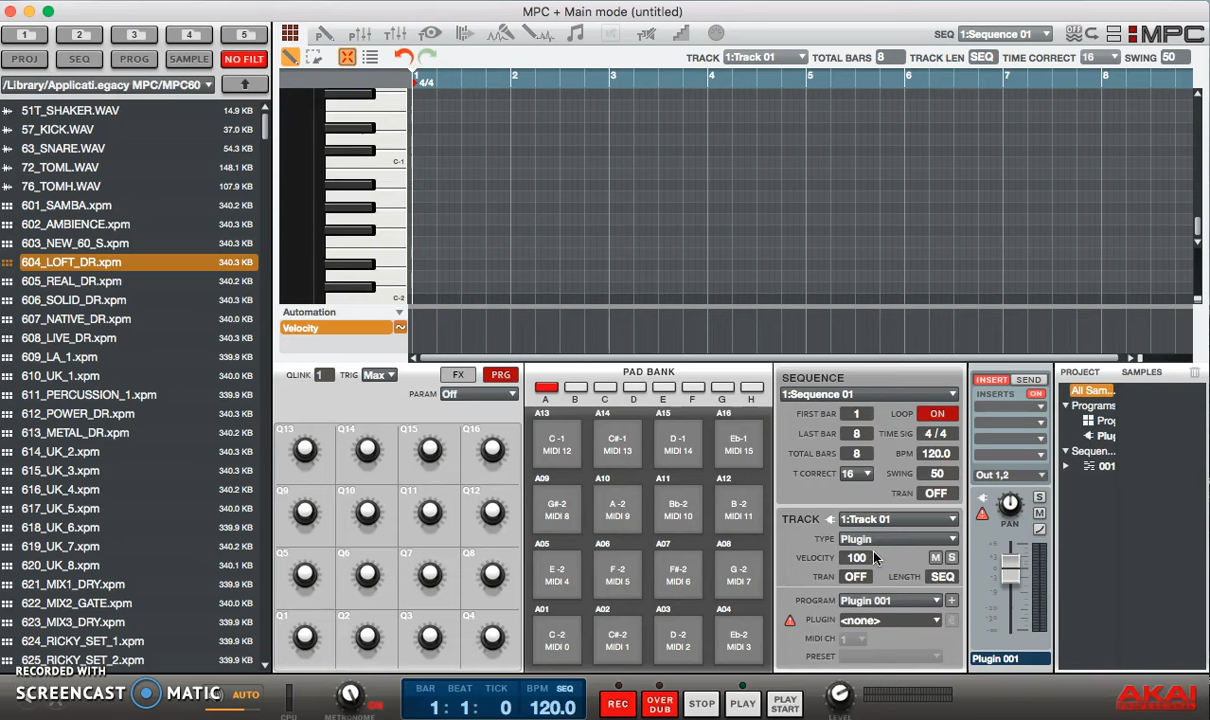 MPC + Main mode (untitled)
1 2 3 4 5
PROJ SEQ PROG SAMPLE NO FILT
/Library/Applicati.egacy MPC/MPC60
SEQ 1:Sequence 01
MPC
TRACK 1:Track 01 TOTAL BARS 8 TRACK LEN SEQ TIME CORRECT 16 SWING 50
1 2 3 4 5 6 7 8
4/4
C-1
C-2
51T_SHAKER.WAV 14.9 KB
57_KICK.WAV 37.0 KB
63_SNARE.WAV 54.3 KB
72_TOML.WAV 148.1 KB
76_TOMH.WAV 106.9 KB
601_SAMBA.xpm 340.2 KB
602_AMBIENCE.xpm 340.3 KB
603_NEW_60_S.xpm 340.3 KB
604_LOFT_DR.xpm 340.3 KB
605_REAL_DR.xpm 340.2 KB
606_SOLID_DR.xpm 340.3 KB
607_NATIVE_DR.xpm 340.2 KB
608_LIVE_DR.xpm 340.3 KB
609_LA_1.xpm 339.9 KB
610_UK_1.xpm 340.0 KB
611_PERCUSSION_1.xpm 340.2 KB
612_POWER_DR.xpm 340.3 KB
613_METAL_DR.xpm 340.2 KB
614_UK_2.xpm 340.0 KB
615_UK_3.xpm 340.0 KB
616_UK_4.xpm 340.0 KB
617_UK_5.xpm 340.0 KB
618_UK_6.xpm 340.0 KB
619_UK_7.xpm 340.0 KB
620_UK_8.xpm 340.0 KB
621_MIX1_DRY.xpm 340.0 KB
622_MIX2_GATE.xpm 340.0 KB
623_MIX3_DRY.xpm 339.9 KB
624_RICKY_SET_1.xpm 339.9 KB
625_RICKY_SET_2.xpm 339.9 KB
Automation
Velocity
QLINK 1 TRIG Max FX PRG
PARAM Off
Q13 Q14 Q15 Q16
Q9 Q10 Q11 Q12
Q5 Q6 Q7 Q8
Q1 Q2 Q3 Q4
PAD BANK
A B C D E F G H
A13 A14 A15 A16
C -1 C#-1 D -1 Eb-1
MIDI 12 MIDI 13 MIDI 14 MIDI 15
A09 A10 A11 A12
G#-2 A -2 Bb-2 B -2
MIDI 8 MIDI 9 MIDI 10 MIDI 11
A05 A06 A07 A08
E -2 F -2 F#-2 G -2
MIDI 4 MIDI 5 MIDI 6 MIDI 7
A01 A02 A03 A04
C -2 C#-2 D -2 Eb-2
MIDI 0 MIDI 1 MIDI 2 MIDI 3
SEQUENCE
1:Sequence 01
FIRST BAR 1 LOOP ON
LAST BAR 8 TIME SIG 4 / 4
TOTAL BARS 8 BPM 120.0
T CORRECT 16 SWING 50
TRAN OFF
TRACK 1:Track 01
TYPE Plugin
VELOCITY 100 M S
TRAN OFF LENGTH SEQ
PROGRAM Plugin 001 +
PLUGIN <none>
MIDI CH 1
PRESET
INSERT SEND
INSERTS ON
Out 1,2
S
M
PAN
Plugin 001
PROJECT SAMPLES
All Sam...
Programs
Prog
Plug
Sequen...
001
RECORDED WITH
SCREENCAST MATIC
AUTO
CPU
METRONOME ON
BAR BEAT TICK BPM SEQ
1: 1: 0 120.0
REC OVER DUB STOP PLAY PLAY START
LEVEL
AKAI